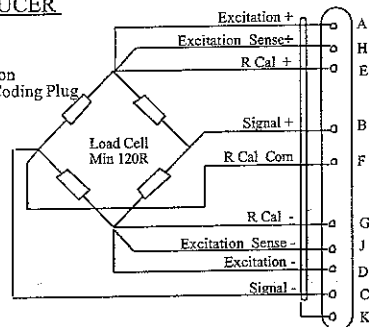 UCER
Excitation +
A
Excitation Sense+
H
R Cal +
E
on
Coding Plug
Signal +
B
Load Cell
Min 120R
R Cal Com
F
R Cal -
G
Excitation Sense -
J
Excitation -
D
Signal -
C
K